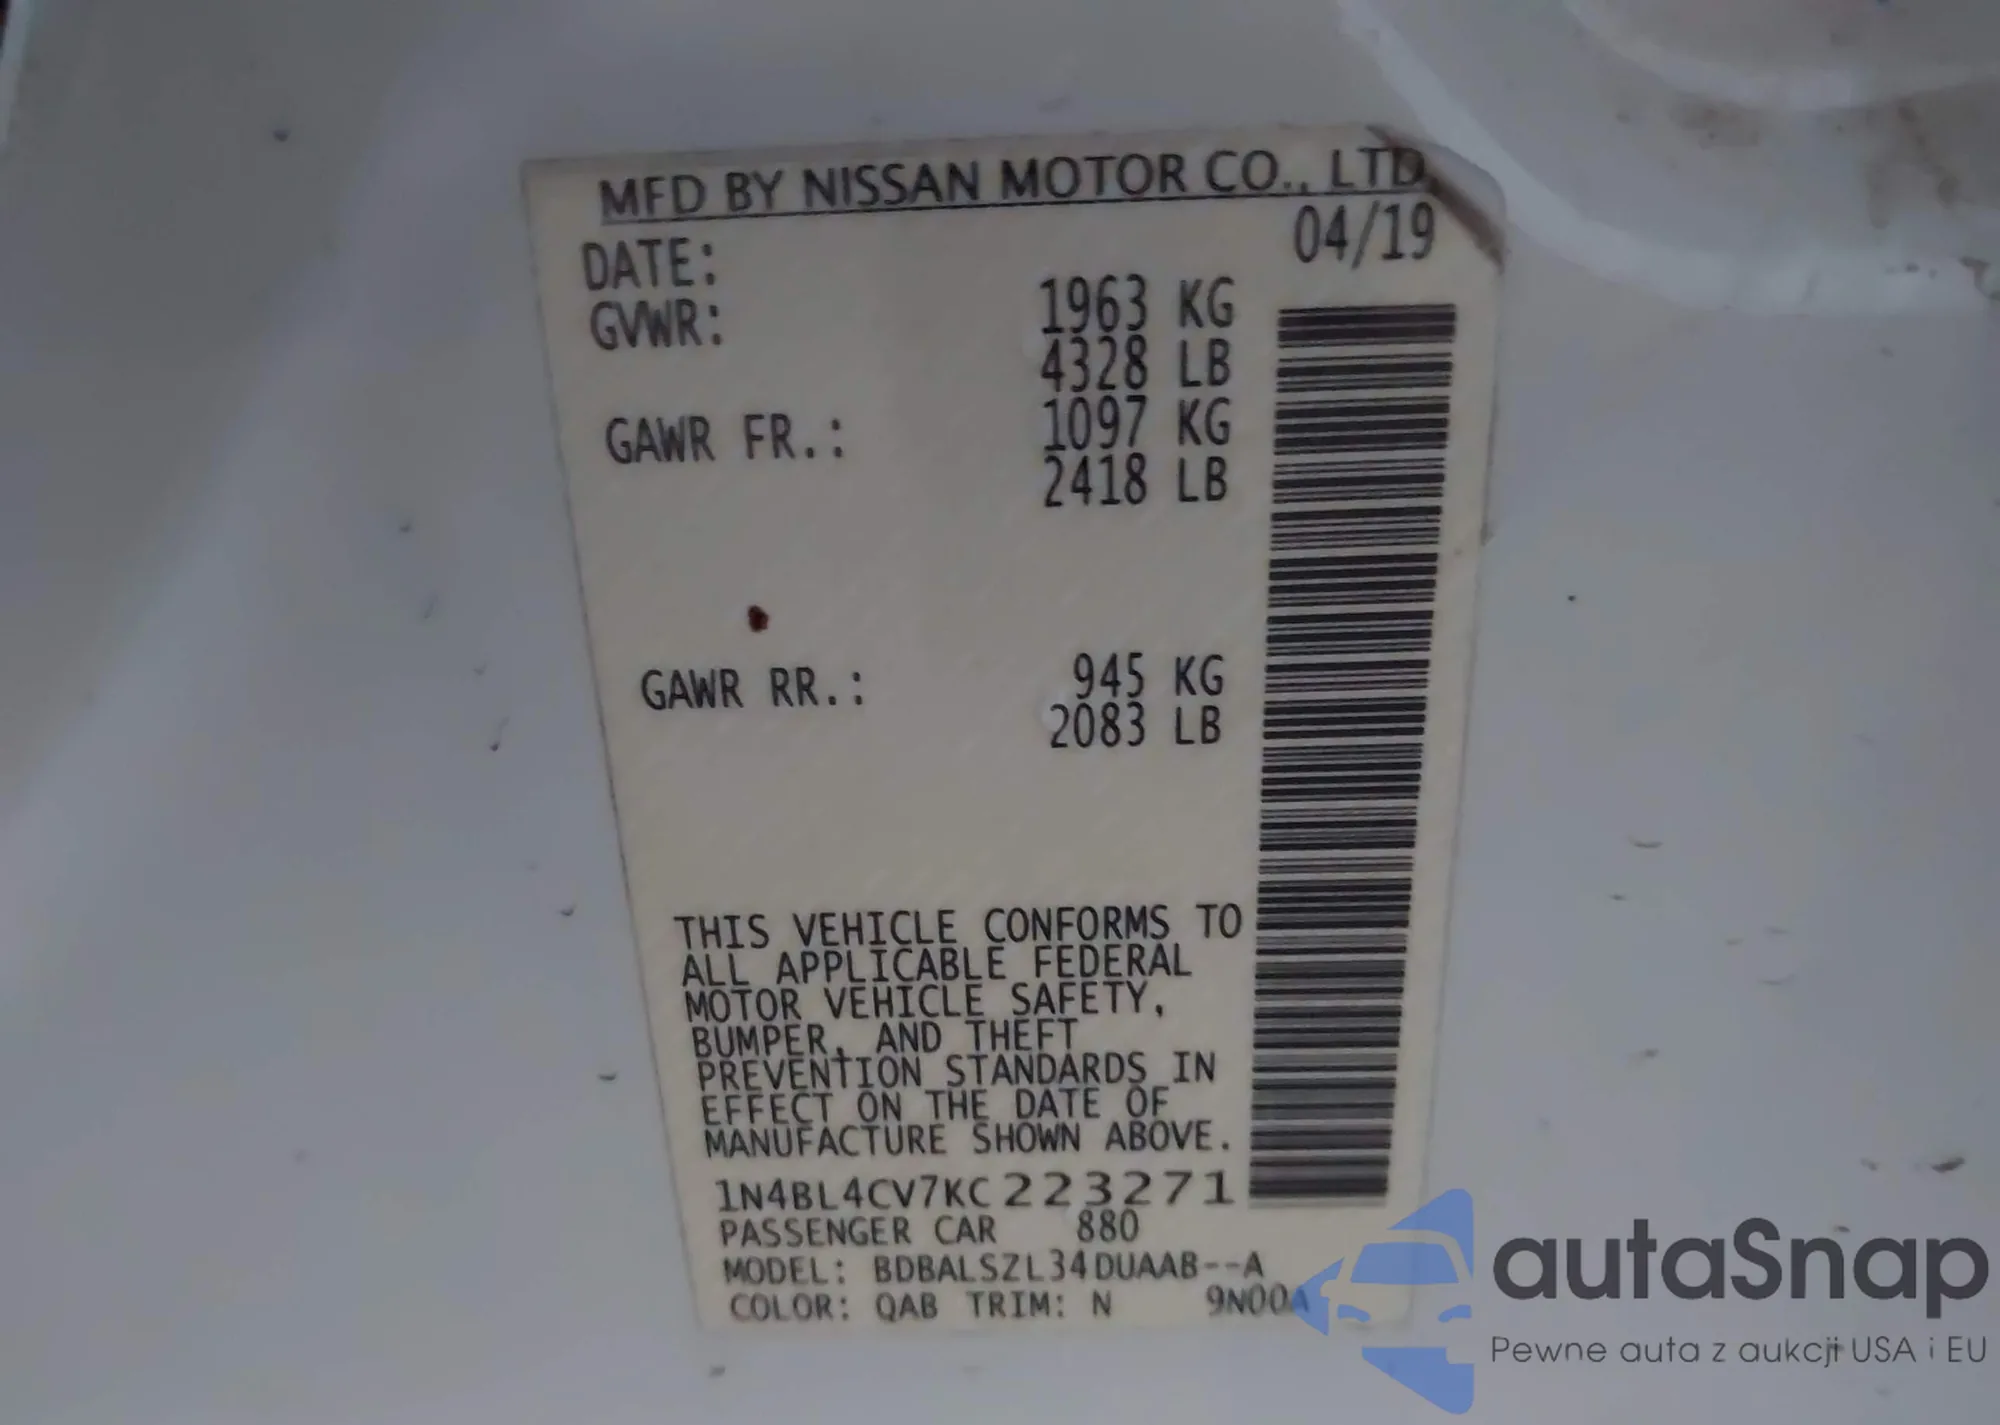 MFD BY NISSAN MOTOR CO., LTD.
DATE: 04/19
GVWR: 1963 KG
4328 LB
GAWR FR.: 1097 KG
2418 LB
GAWR RR.: 945 KG
2083 LB
THIS VEHICLE CONFORMS TO
ALL APPLICABLE FEDERAL
MOTOR VEHICLE SAFETY,
BUMPER, AND THEFT
PREVENTION STANDARDS IN
EFFECT ON THE DATE OF
MANUFACTURE SHOWN ABOVE.
1N4BL4CV7KC223271
PASSENGER CAR 880
MODEL: BDBALSZL34DUAAB--A
COLOR: QAB TRIM: N 9N00A
autaSnap
Pewne auta z aukcji USA i EU